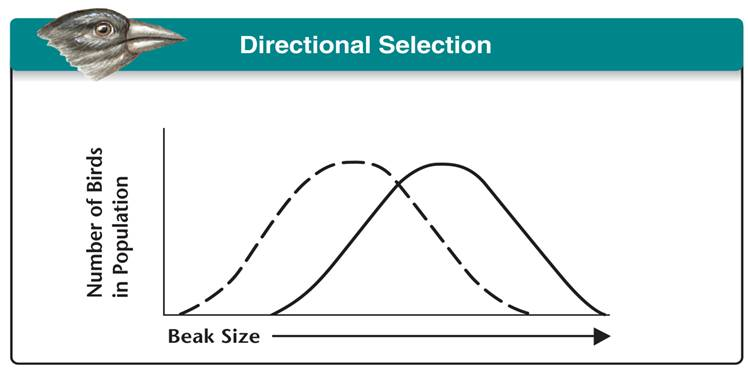 Directional Selection
Number of Birds
in Population
Beak Size